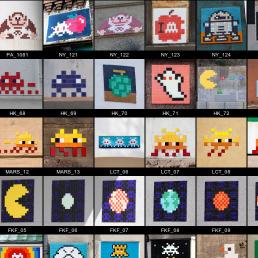 PA_1061 NY_121 NY_122 NY_123 NY_124
HK_68 HK_69 HK_70 HK_71 HK_72
MARS_12 MARS_13 LCT_06 LCT_07 LCT_08
FKF_05 FKF_06 FKF_07 FKF_08 FKF_09